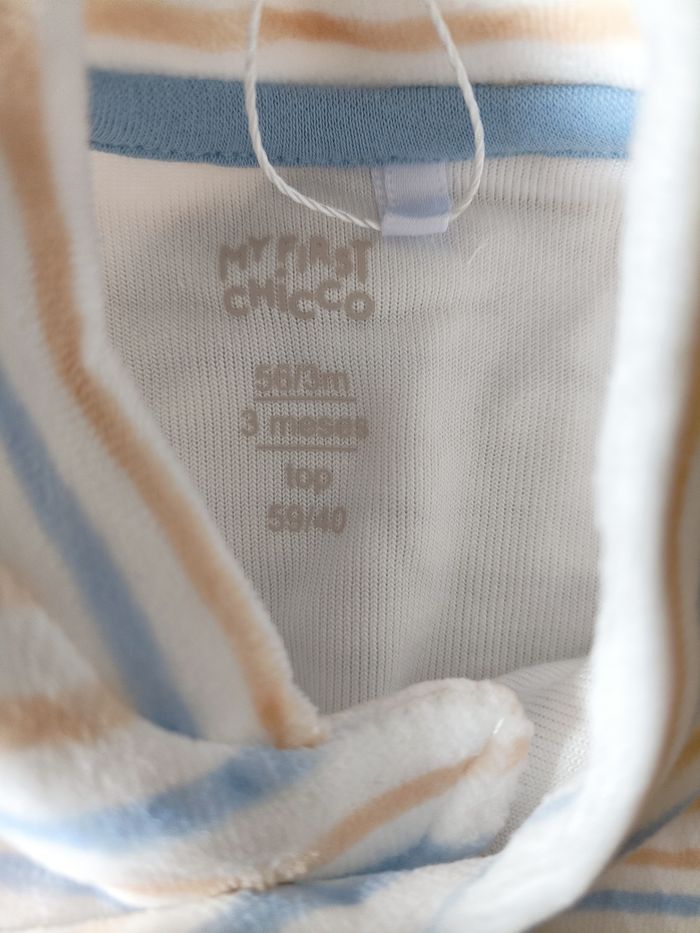 MY FIRST
CHICCO
56/3m
3 meses
top
59/40